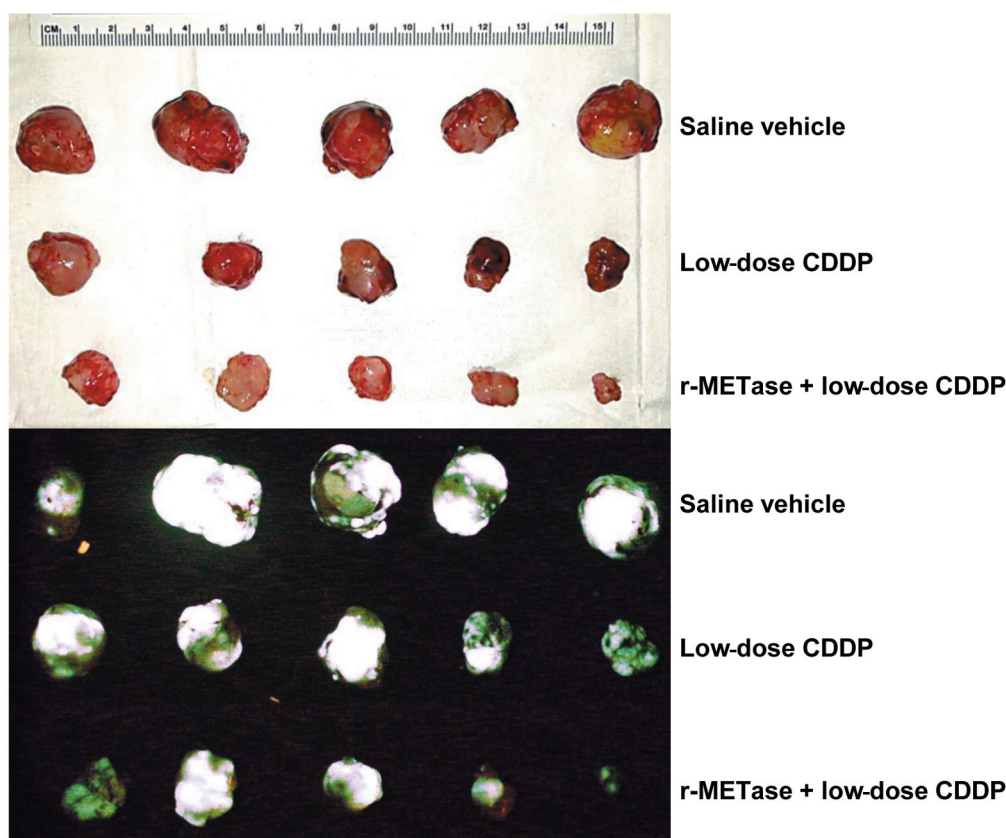 CM 1 2 3 4 5 6 7 8 9 10 11 12 13 14 15
Saline vehicle
Low-dose CDDP
r-METase + low-dose CDDP
Saline vehicle
Low-dose CDDP
r-METase + low-dose CDDP